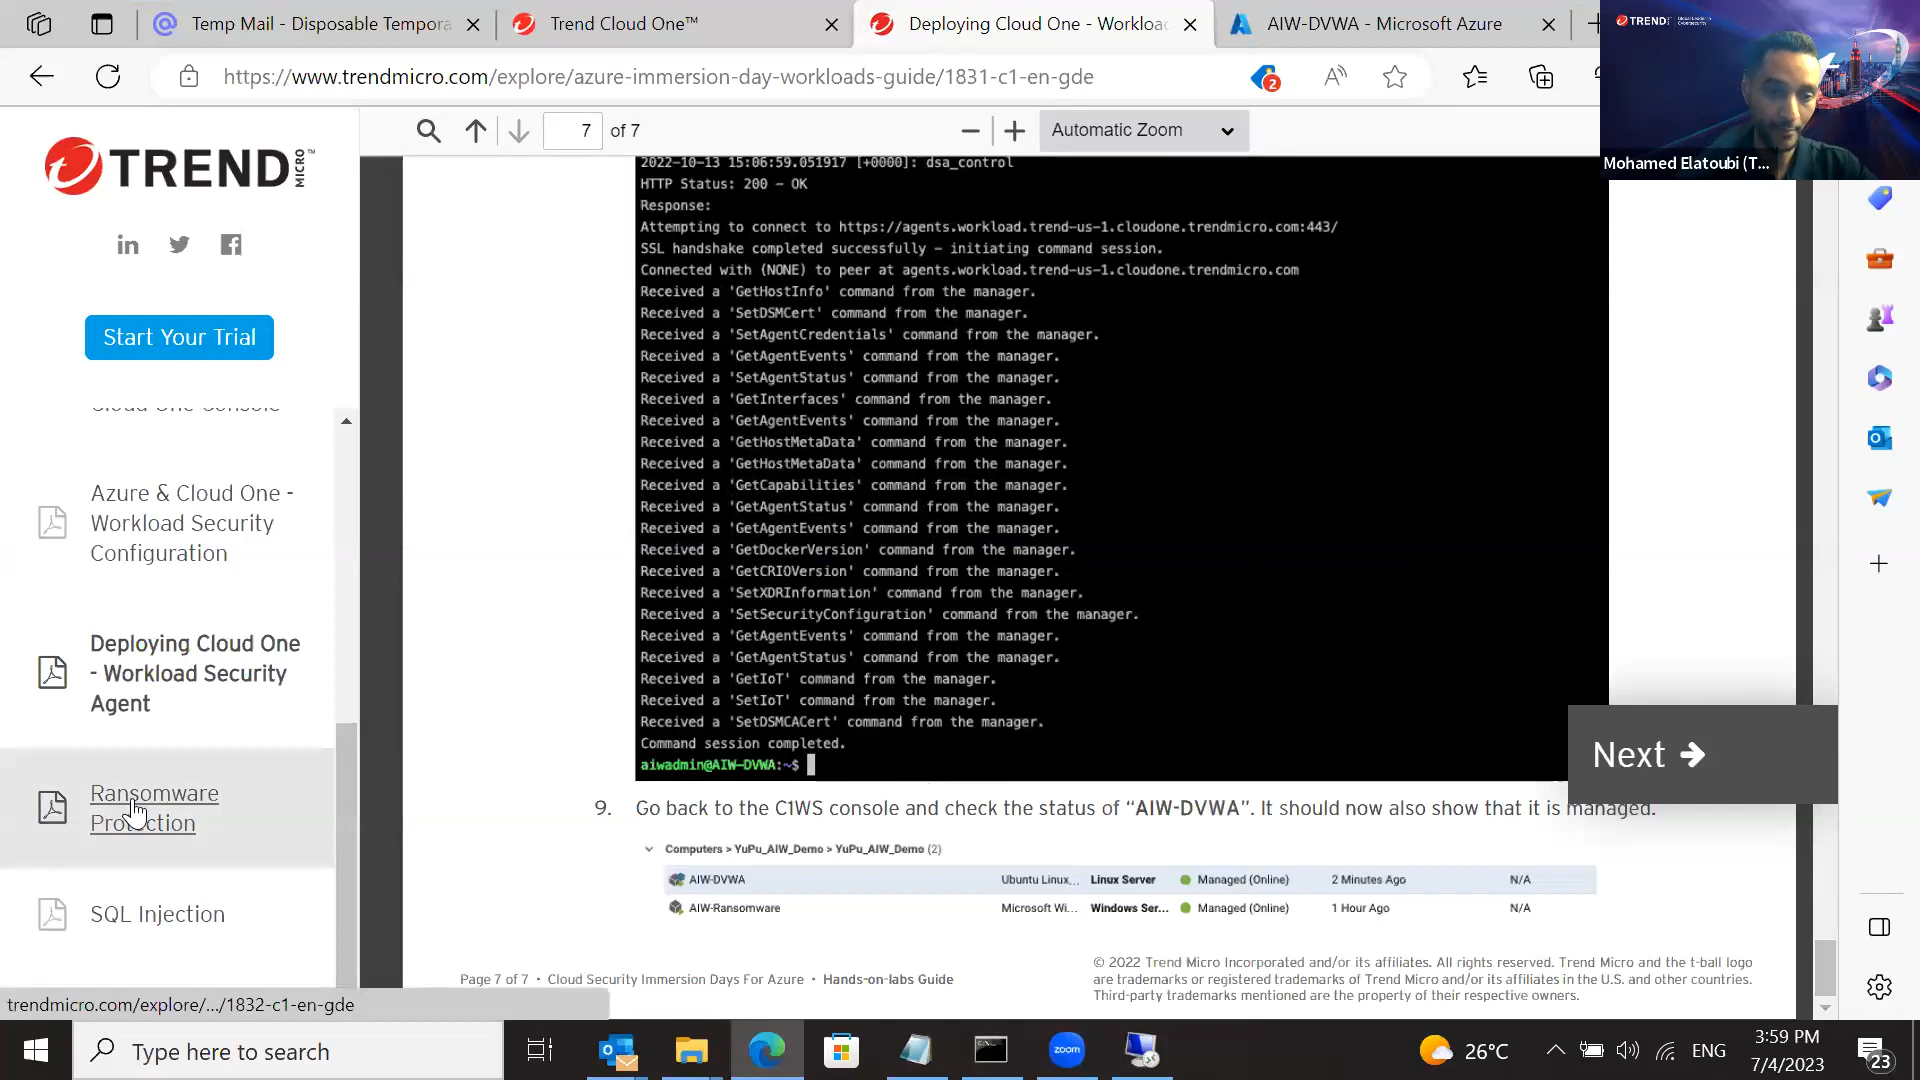 Temp Mail - Disposable Tempora
Trend Cloud One™
Deploying Cloud One - Workloa
AIW-DVWA - Microsoft Azure
TREND
https://www.trendmicro.com/explore/azure-immersion-day-workloads-guide/1831-c1-en-gde
2
Mohamed Elatoubi (T...
TREND MICRO
7 of 7
Automatic Zoom
Start Your Trial
Cloud One Console
Azure & Cloud One -
Workload Security
Configuration
Deploying Cloud One
- Workload Security
Agent
Ransomware
Protection
SQL Injection
trendmicro.com/explore/.../1832-c1-en-gde
2022-10-13 15:06:59.051917 [+0000]: dsa_control
HTTP Status: 200 - OK
Response:
Attempting to connect to https://agents.workload.trend-us-1.cloudone.trendmicro.com:443/
SSL handshake completed successfully - initiating command session.
Connected with (NONE) to peer at agents.workload.trend-us-1.cloudone.trendmicro.com
Received a 'GetHostInfo' command from the manager.
Received a 'SetDSMCert' command from the manager.
Received a 'SetAgentCredentials' command from the manager.
Received a 'GetAgentEvents' command from the manager.
Received a 'SetAgentStatus' command from the manager.
Received a 'GetInterfaces' command from the manager.
Received a 'GetAgentEvents' command from the manager.
Received a 'GetHostMetaData' command from the manager.
Received a 'GetHostMetaData' command from the manager.
Received a 'GetCapabilities' command from the manager.
Received a 'GetAgentStatus' command from the manager.
Received a 'GetAgentEvents' command from the manager.
Received a 'GetDockerVersion' command from the manager.
Received a 'GetCRIOVersion' command from the manager.
Received a 'SetXDRInformation' command from the manager.
Received a 'SetSecurityConfiguration' command from the manager.
Received a 'GetAgentEvents' command from the manager.
Received a 'GetAgentStatus' command from the manager.
Received a 'GetIoT' command from the manager.
Received a 'SetIoT' command from the manager.
Received a 'SetDSMCACert' command from the manager.
Command session completed.
aiwadmin@AIW-DVWA:~$
Next
9. Go back to the C1WS console and check the status of “AIW-DVWA”. It should now also show that it is managed.
Computers > YuPu_AIW_Demo > YuPu_AIW_Demo (2)
AIW-DVWA Ubuntu Linux... Linux Server Managed (Online) 2 Minutes Ago N/A
AIW-Ransomware Microsoft Wi... Windows Ser... Managed (Online) 1 Hour Ago N/A
Page 7 of 7 • Cloud Security Immersion Days For Azure • Hands-on-labs Guide
© 2022 Trend Micro Incorporated and/or its affiliates. All rights reserved. Trend Micro and the t-ball logo
are trademarks or registered trademarks of Trend Micro and/or its affiliates in the U.S. and other countries.
Third-party trademarks mentioned are the property of their respective owners.
Type here to search
zoom
26°C
ENG
3:59 PM
7/4/2023
23